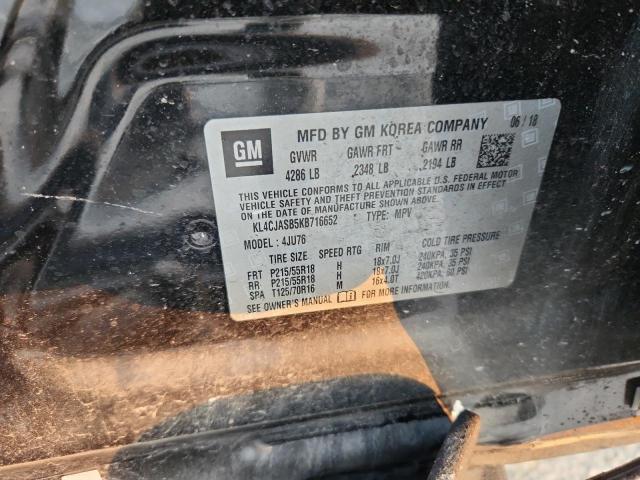 GM
MFD BY GM KOREA COMPANY 06 / 18
GVWR GAWR FRT GAWR RR
4286 LB 2348 LB 2194 LB
THIS VEHICLE CONFORMS TO ALL APPLICABLE U.S. FEDERAL MOTOR
VEHICLE SAFETY AND THEFT PREVENTION STANDARDS IN EFFECT
ON THE DATE OF MANUFACTURE SHOWN ABOVE.
KL4CJASB5KB716652 TYPE: MPV
MODEL: 4JU76
TIRE SIZE SPEED RTG RIM COLD TIRE PRESSURE
FRT P215/55R18 H 18x7.0J 240KPA, 35 PSI
RR P215/55R18 H 18x7.0J 240KPA, 35 PSI
SPA T125/70R16 M 16x4.0T 420KPA, 60 PSI
SEE OWNER'S MANUAL FOR MORE INFORMATION.